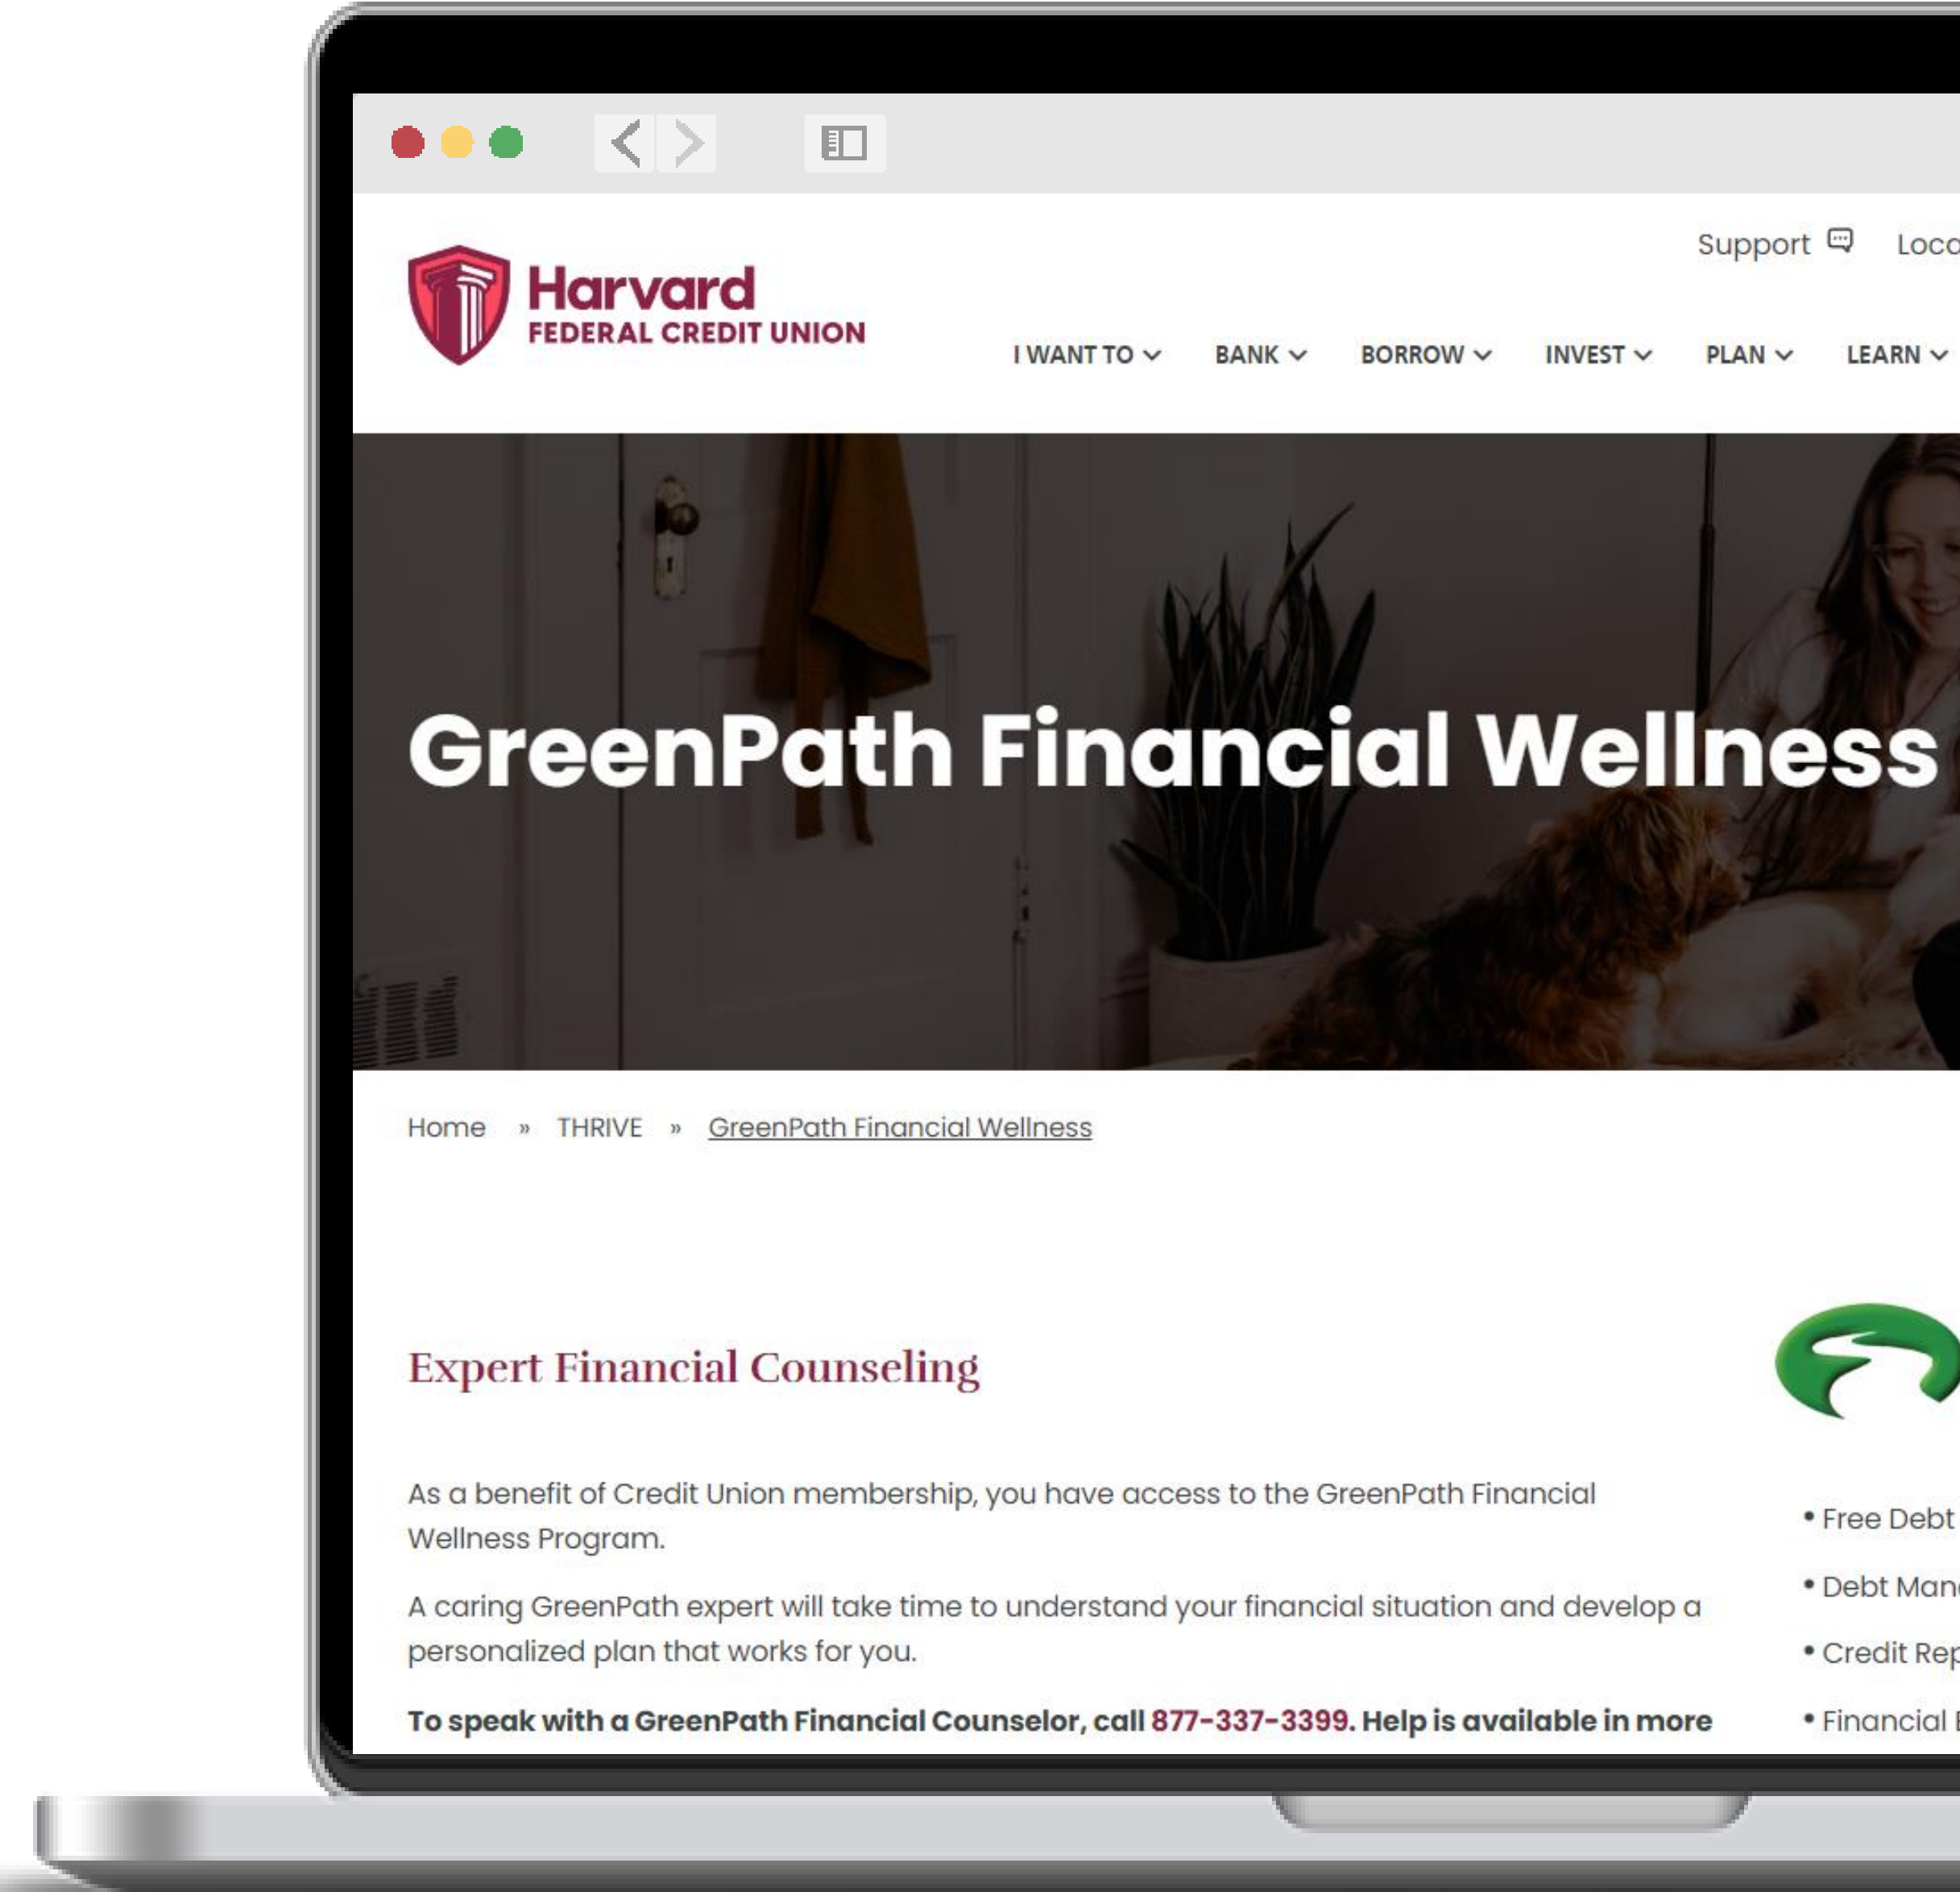 Support
Harvard
FEDERAL CREDIT UNION
I WANT TO BANK BORROW INVEST PLAN LEARN
GreenPath Financial Wellness
Home » THRIVE » GreenPath Financial Wellness
Expert Financial Counseling
As a benefit of Credit Union membership, you have access to the GreenPath Financial
Wellness Program.
A caring GreenPath expert will take time to understand your financial situation and develop a
personalized plan that works for you.
To speak with a GreenPath Financial Counselor, call 877-337-3399. Help is available in more
• Free Debt
• Debt
• Credit
• Financial